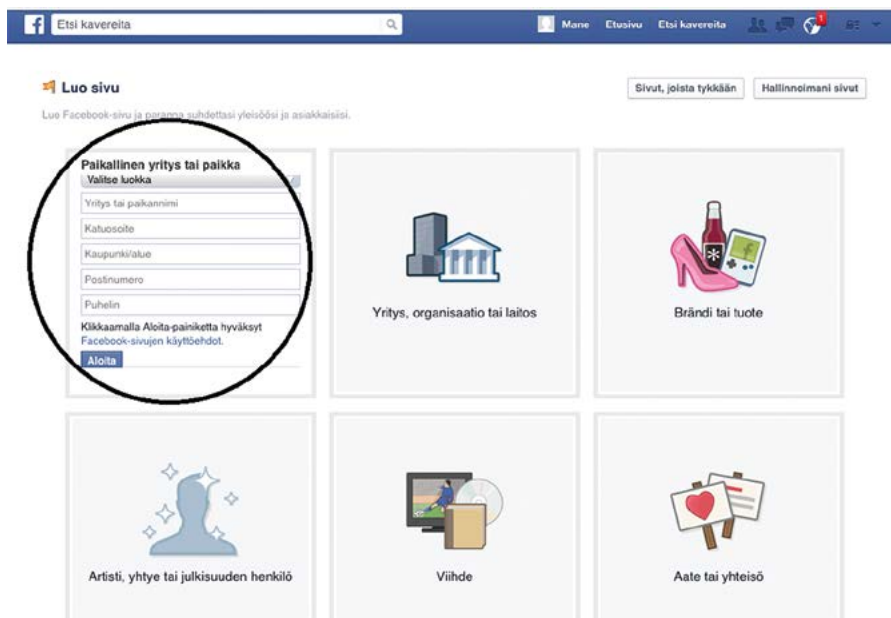 f Etsi kavereita Mane Etusivu Etsi kavereita 1
Luo sivu Sivut, joista tykkään Hallinnoimani sivut
Luo Facebook-sivu ja paranna suhdettasi yleisöösi ja asiakkaisiisi.
Paikallinen yritys tai paikka
Valitse luokka
Yritys tai paikannimi
Katuosoite
Kaupunki/alue
Postinumero
Puhelin
Klikkaamalla Aloita-painiketta hyväksyt
Facebook-sivujen käyttöehdot.
Aloita
Yritys, organisaatio tai laitos
Brändi tai tuote
Artisti, yhtye tai julkisuuden henkilö
Viihde
Aate tai yhteisö